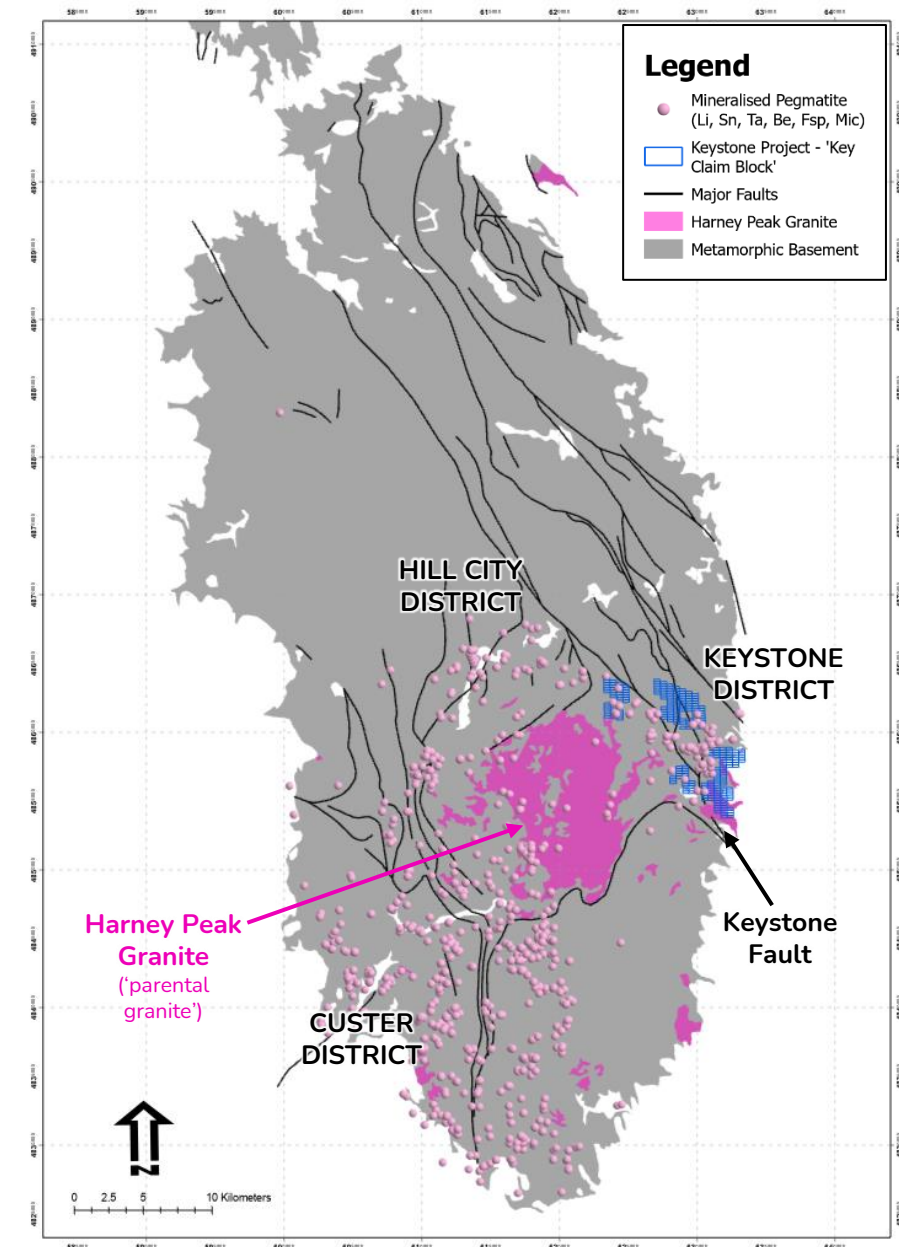 Legend
Mineralised Pegmatite
(Li, Sn, Ta, Be, Fsp, Mic)
Keystone Project - 'Key
Claim Block'
Major Faults
Harney Peak Granite
Metamorphic Basement
HILL CITY
DISTRICT
KEYSTONE
DISTRICT
Harney Peak
Granite
(‘parental
granite’)
Keystone
Fault
CUSTER
DISTRICT
N
0 2.5 5 10 Kilometers